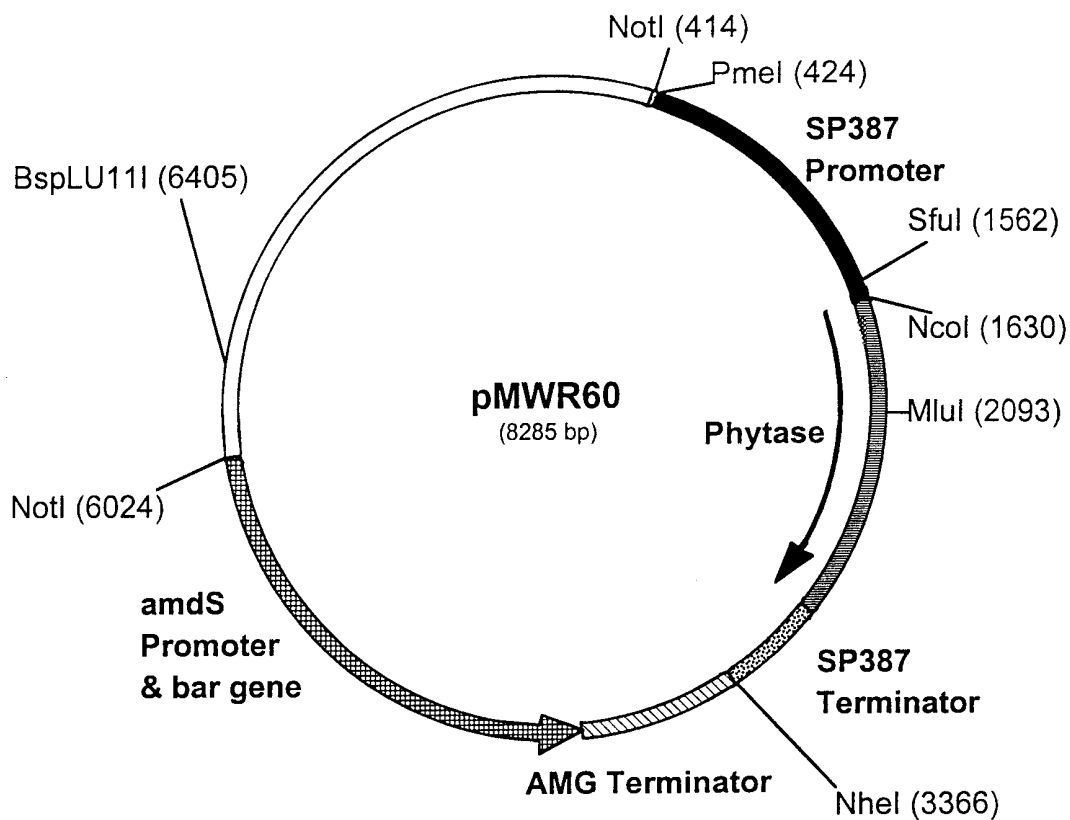 NotI (414)
PmeI (424)
SP387
Promoter
BspLU11I (6405)
SfuI (1562)
NcoI (1630)
pMWR60
(8285 bp)
MluI (2093)
Phytase
NotI (6024)
amdS
Promoter
& bar gene
SP387
Terminator
AMG Terminator
NheI (3366)